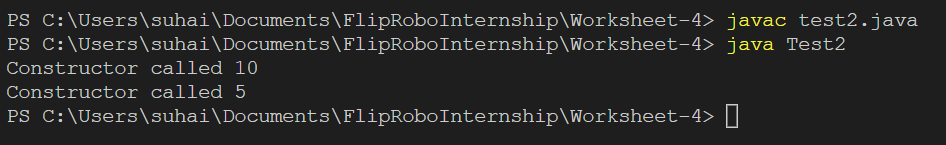 PS C:\Users\suhai\Documents\FlipRoboInternship\Worksheet-4> javac test2.java
PS C:\Users\suhai\Documents\FlipRoboInternship\Worksheet-4> java Test2
Constructor called 10
Constructor called 5
PS C:\Users\suhai\Documents\FlipRoboInternship\Worksheet-4>